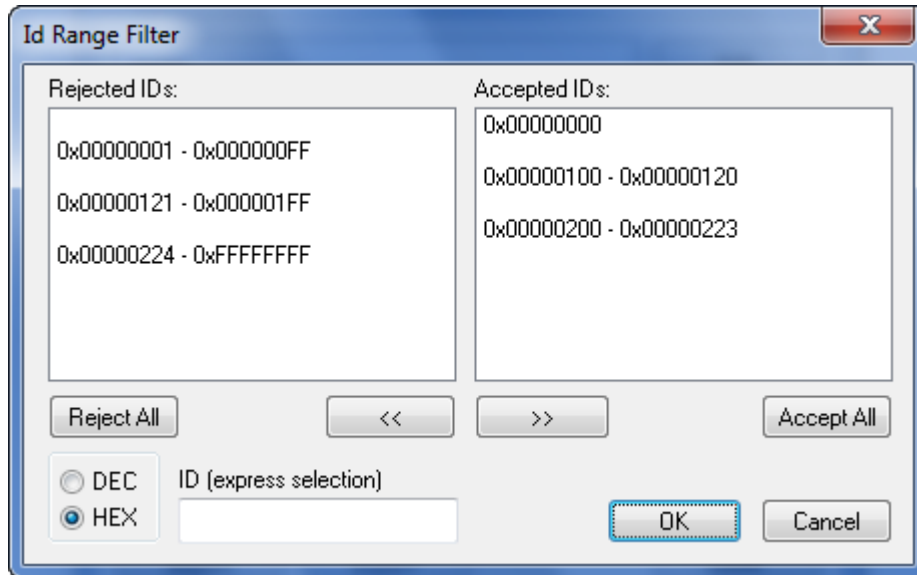 Id Range Filter
Rejected IDs:
0x00000001 - 0x000000FF
0x00000121 - 0x000001FF
0x00000224 - 0xFFFFFFFF
Accepted IDs:
0x00000000
0x00000100 - 0x00000120
0x00000200 - 0x00000223
Reject All
<<
>>
Accept All
DEC
HEX
ID (express selection)
OK
Cancel